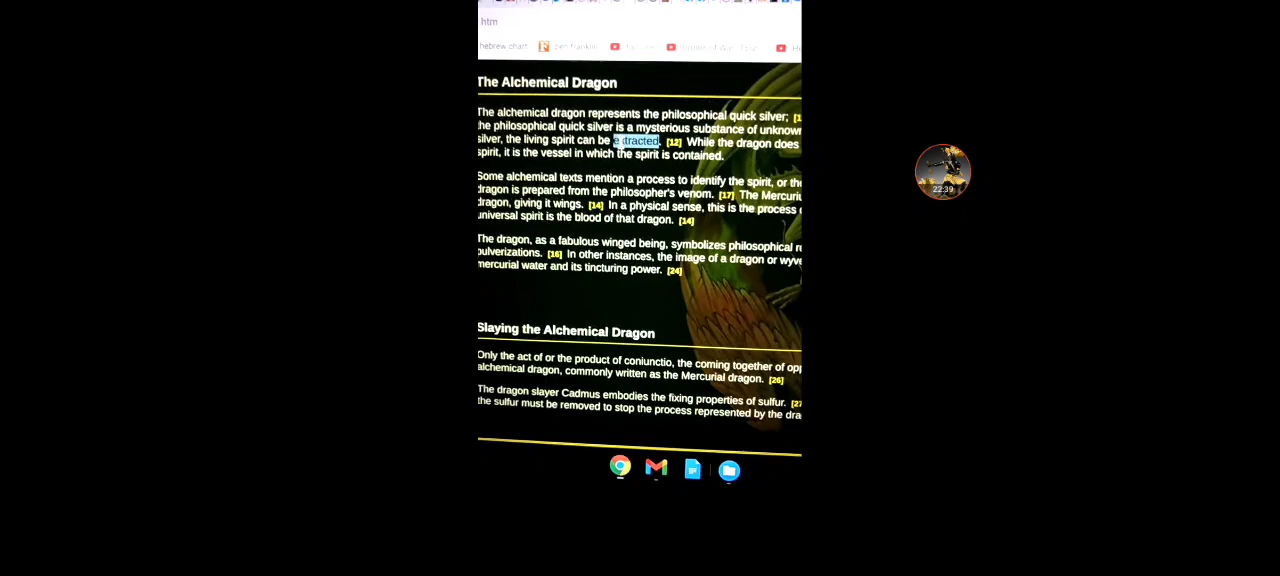 .htm
hebrew chart ben franklin
The Alchemical Dragon
The alchemical dragon represents the philosophical quick silver;
the philosophical quick silver is a mysterious substance of unknow
silver, the living spirit can be extracted. [12] While the dragon does
spirit, it is the vessel in which the spirit is contained.
Some alchemical texts mention a process to identify the spirit, or the
dragon is prepared from the philosopher's venom. [17] The Mercuri
dragon, giving it wings. [14] In a physical sense, this is the process
universal spirit is the blood of that dragon. [14]
The dragon, as a fabulous winged being, symbolizes philosophical re
pulverizations. [16] In other instances, the image of a dragon or wyve
mercurial water and its tincturing power. [24]
Slaying the Alchemical Dragon
Only the act of or the product of coniunctio, the coming together of opp
alchemical dragon, commonly written as the Mercurial dragon. [26]
The dragon slayer Cadmus embodies the fixing properties of sulfur. [27
the sulfur must be removed to stop the process represented by the dra
22:39